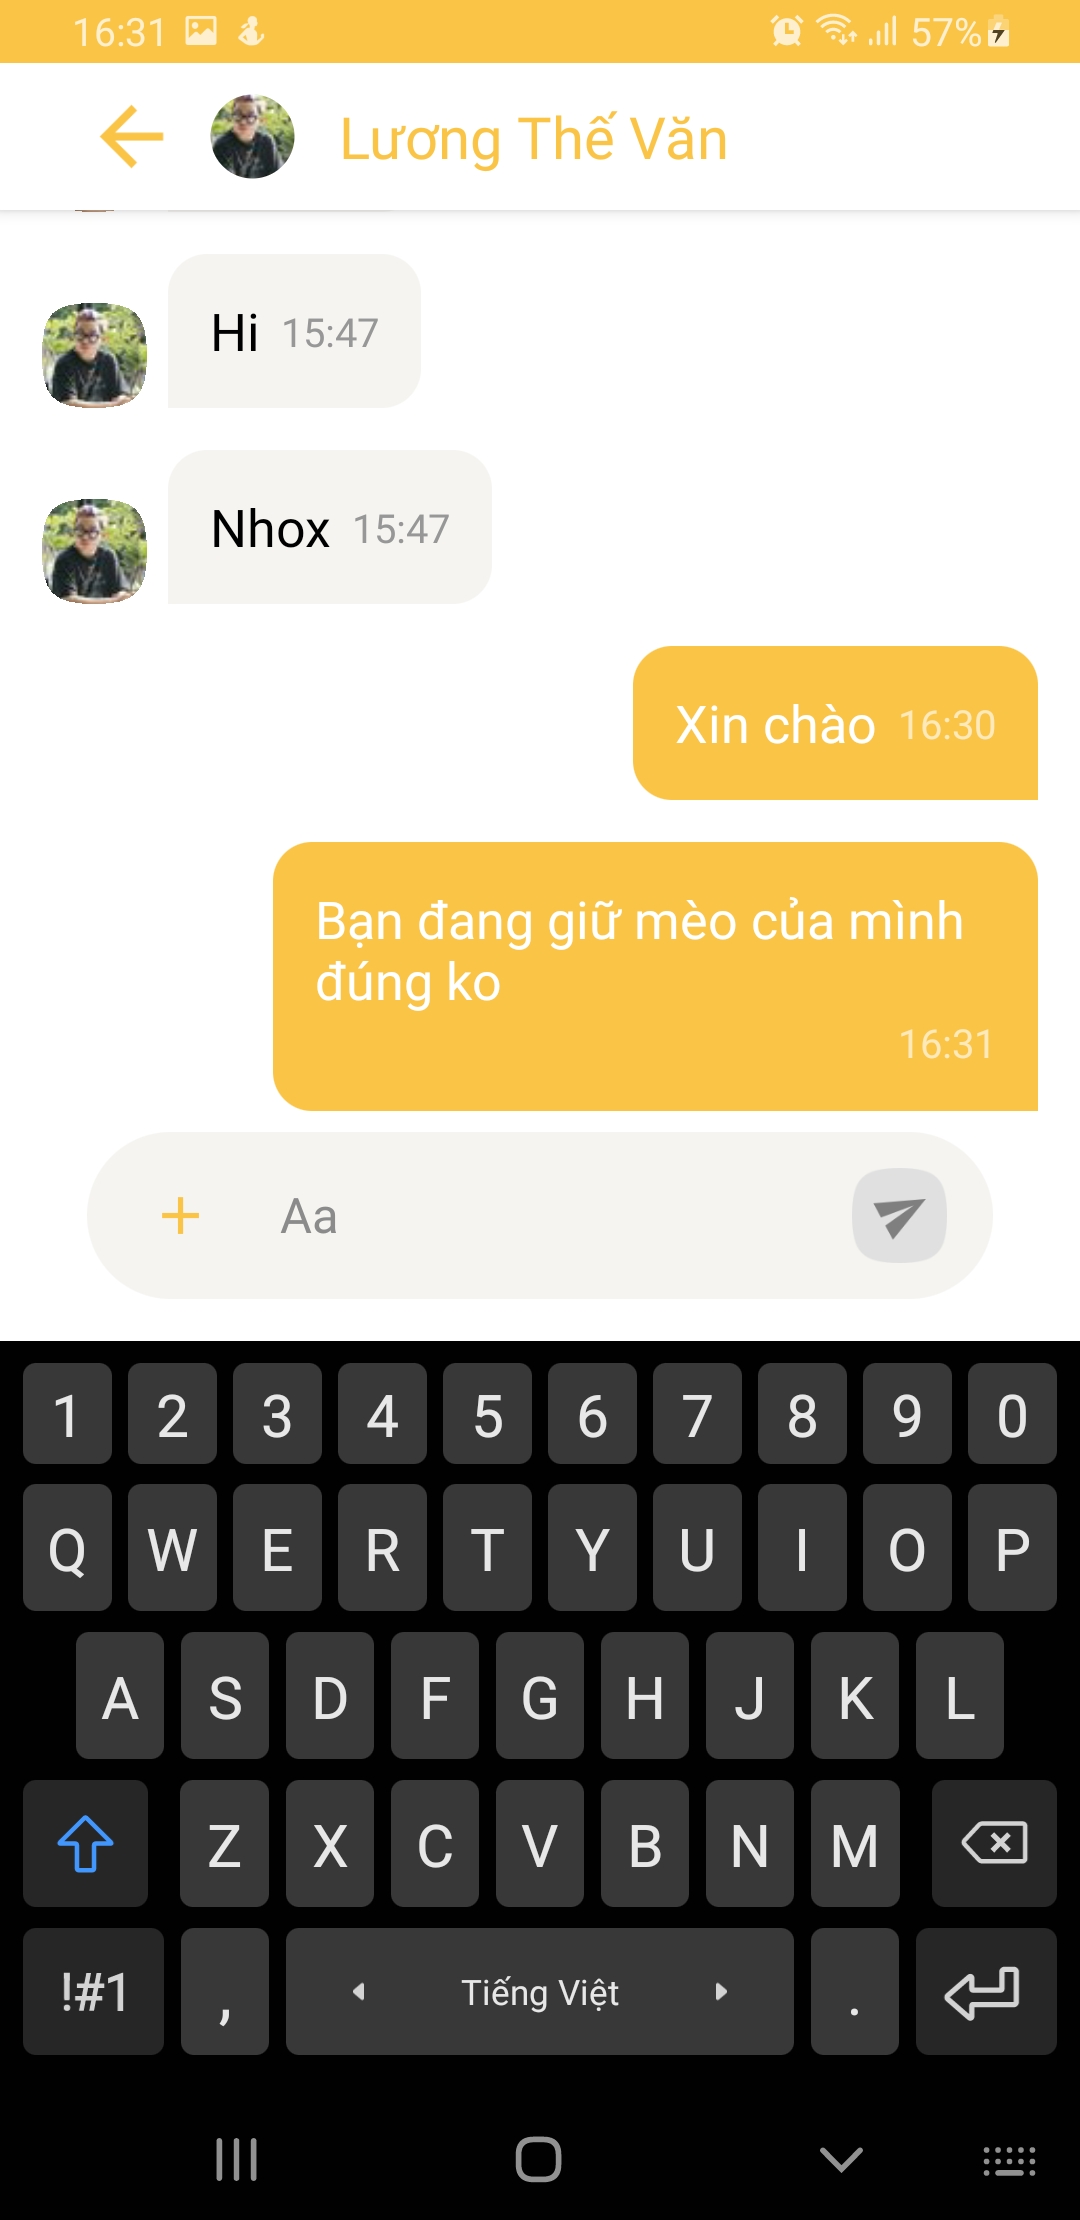 16:31
57%
Lương Thế Văn
Hi 15:47
Nhox 15:47
Xin chào 16:30
Bạn đang giữ mèo của mình
đúng ko
16:31
Aa
1 2 3 4 5 6 7 8 9 0
Q W E R T Y U I O P
A S D F G H J K L
Z X C V B N M
!#1 , Tiếng Việt .